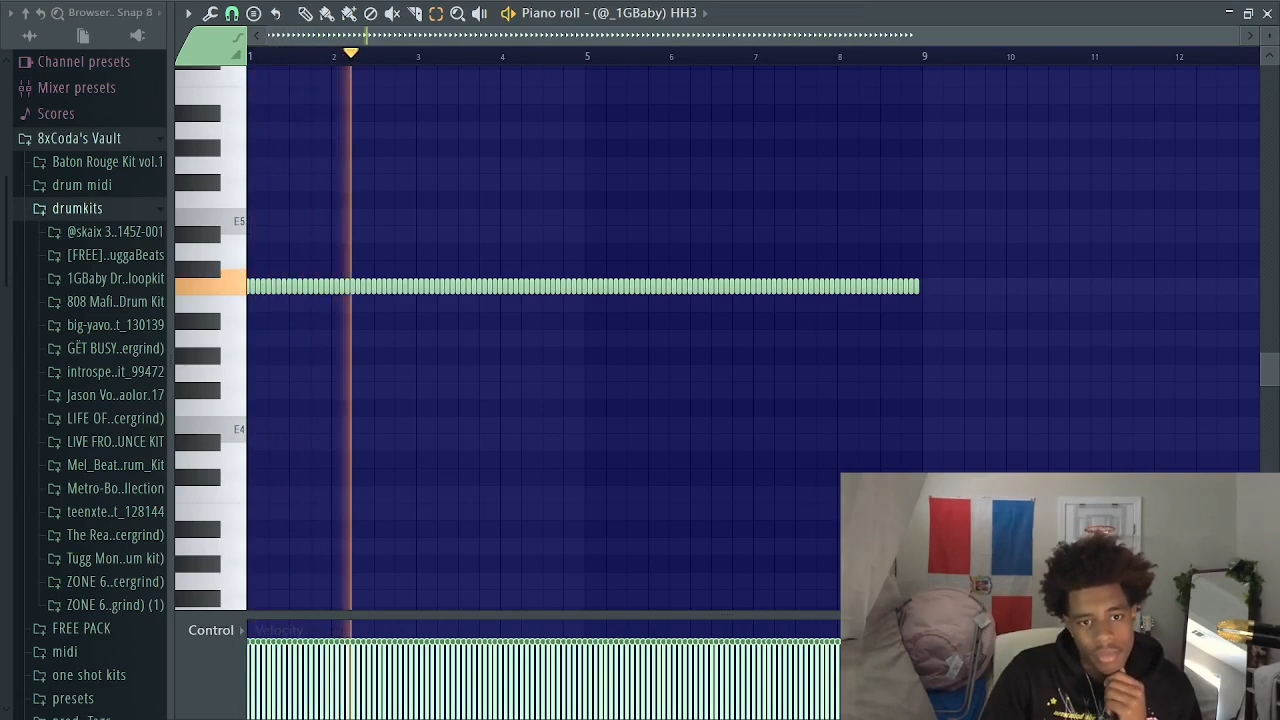 Browser.. Snap 8
Piano roll - (@_1GBaby) HH3
1 2 3 4 5 6 7 8 9 10 11 12
Channel presets
Mixer presets
Scores
8xCoda's Vault
Baton Rouge Kit vol.1
drum midi
drumkits
@skaix 3..145Z-001
[FREE]..uggaBeats
1GBaby Dr..loopkit
808 Mafi..Drum Kit
big-yavo..t_130139
GËT BUSY..ergrind)
introspe..it_99472
Jason Vo..aolor.17
LIFE OF..cergrind)
LIVE FRO..UNCE KIT
Mel_Beat..rum_Kit
Metro-Bo..llection
teenxte..t_128144
The Rea..cergrind)
Tugg Mon..um kit)
ZONE 6..cergrind)
ZONE 6..grind) (1)
FREE PACK
midi
one shot kits
presets
prod. Tags
E5
E4
Control
Velocity